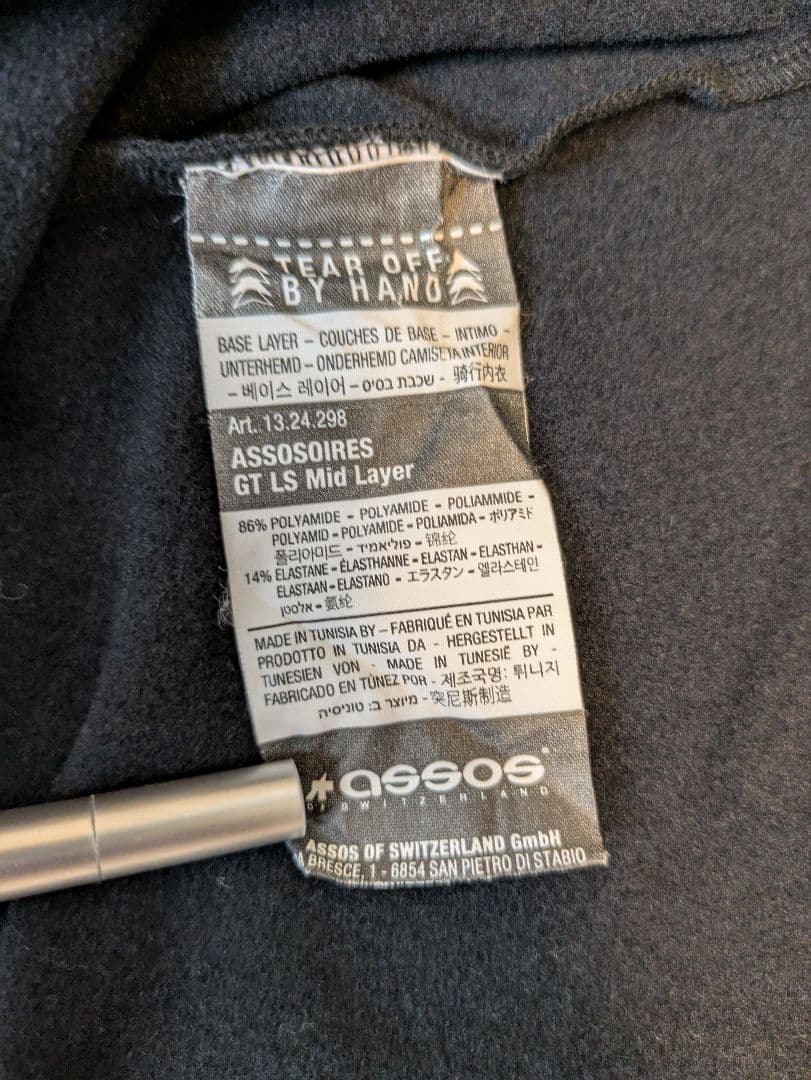 TEAR OFF
BY HAND
BASE LAYER – COUCHES DE BASE – INTIMO –
UNTERHEMD – ONDERHEMD CAMISETA INTERIOR
– 베이스 레이어 – שכבת בסיס - 骑行内衣
Art. 13.24.298
ASSOSOIRES
GT LS Mid Layer
86% POLYAMIDE - POLYAMIDE - POLIAMMIDE -
POLYAMID - POLYAMIDE - POLIAMIDA - ポリアミド
폴리아미드 - פוליאמיד - 锦纶
14% ELASTANE - ÉLASTHANNE - ELASTAN - ELASTHAN -
ELASTAAN - ELASTANO - エラスタン - 엘라스테인
אלסטן - 氨纶
MADE IN TUNISIA BY – FABRIQUÉ EN TUNISIA PAR
PRODOTTO IN TUNISIA DA - HERGESTELLT IN
TUNESIEN VON - MADE IN TUNESIË BY -
FABRICADO EN TÚNEZ POR - 제조국명: 튀니지
מיוצר ב: טוניסיה - 突尼斯制造
assos
OF SWITZERLAND
ASSOS OF SWITZERLAND GmbH
BRESCE, 1 - 6854 SAN PIETRO DI STABIO